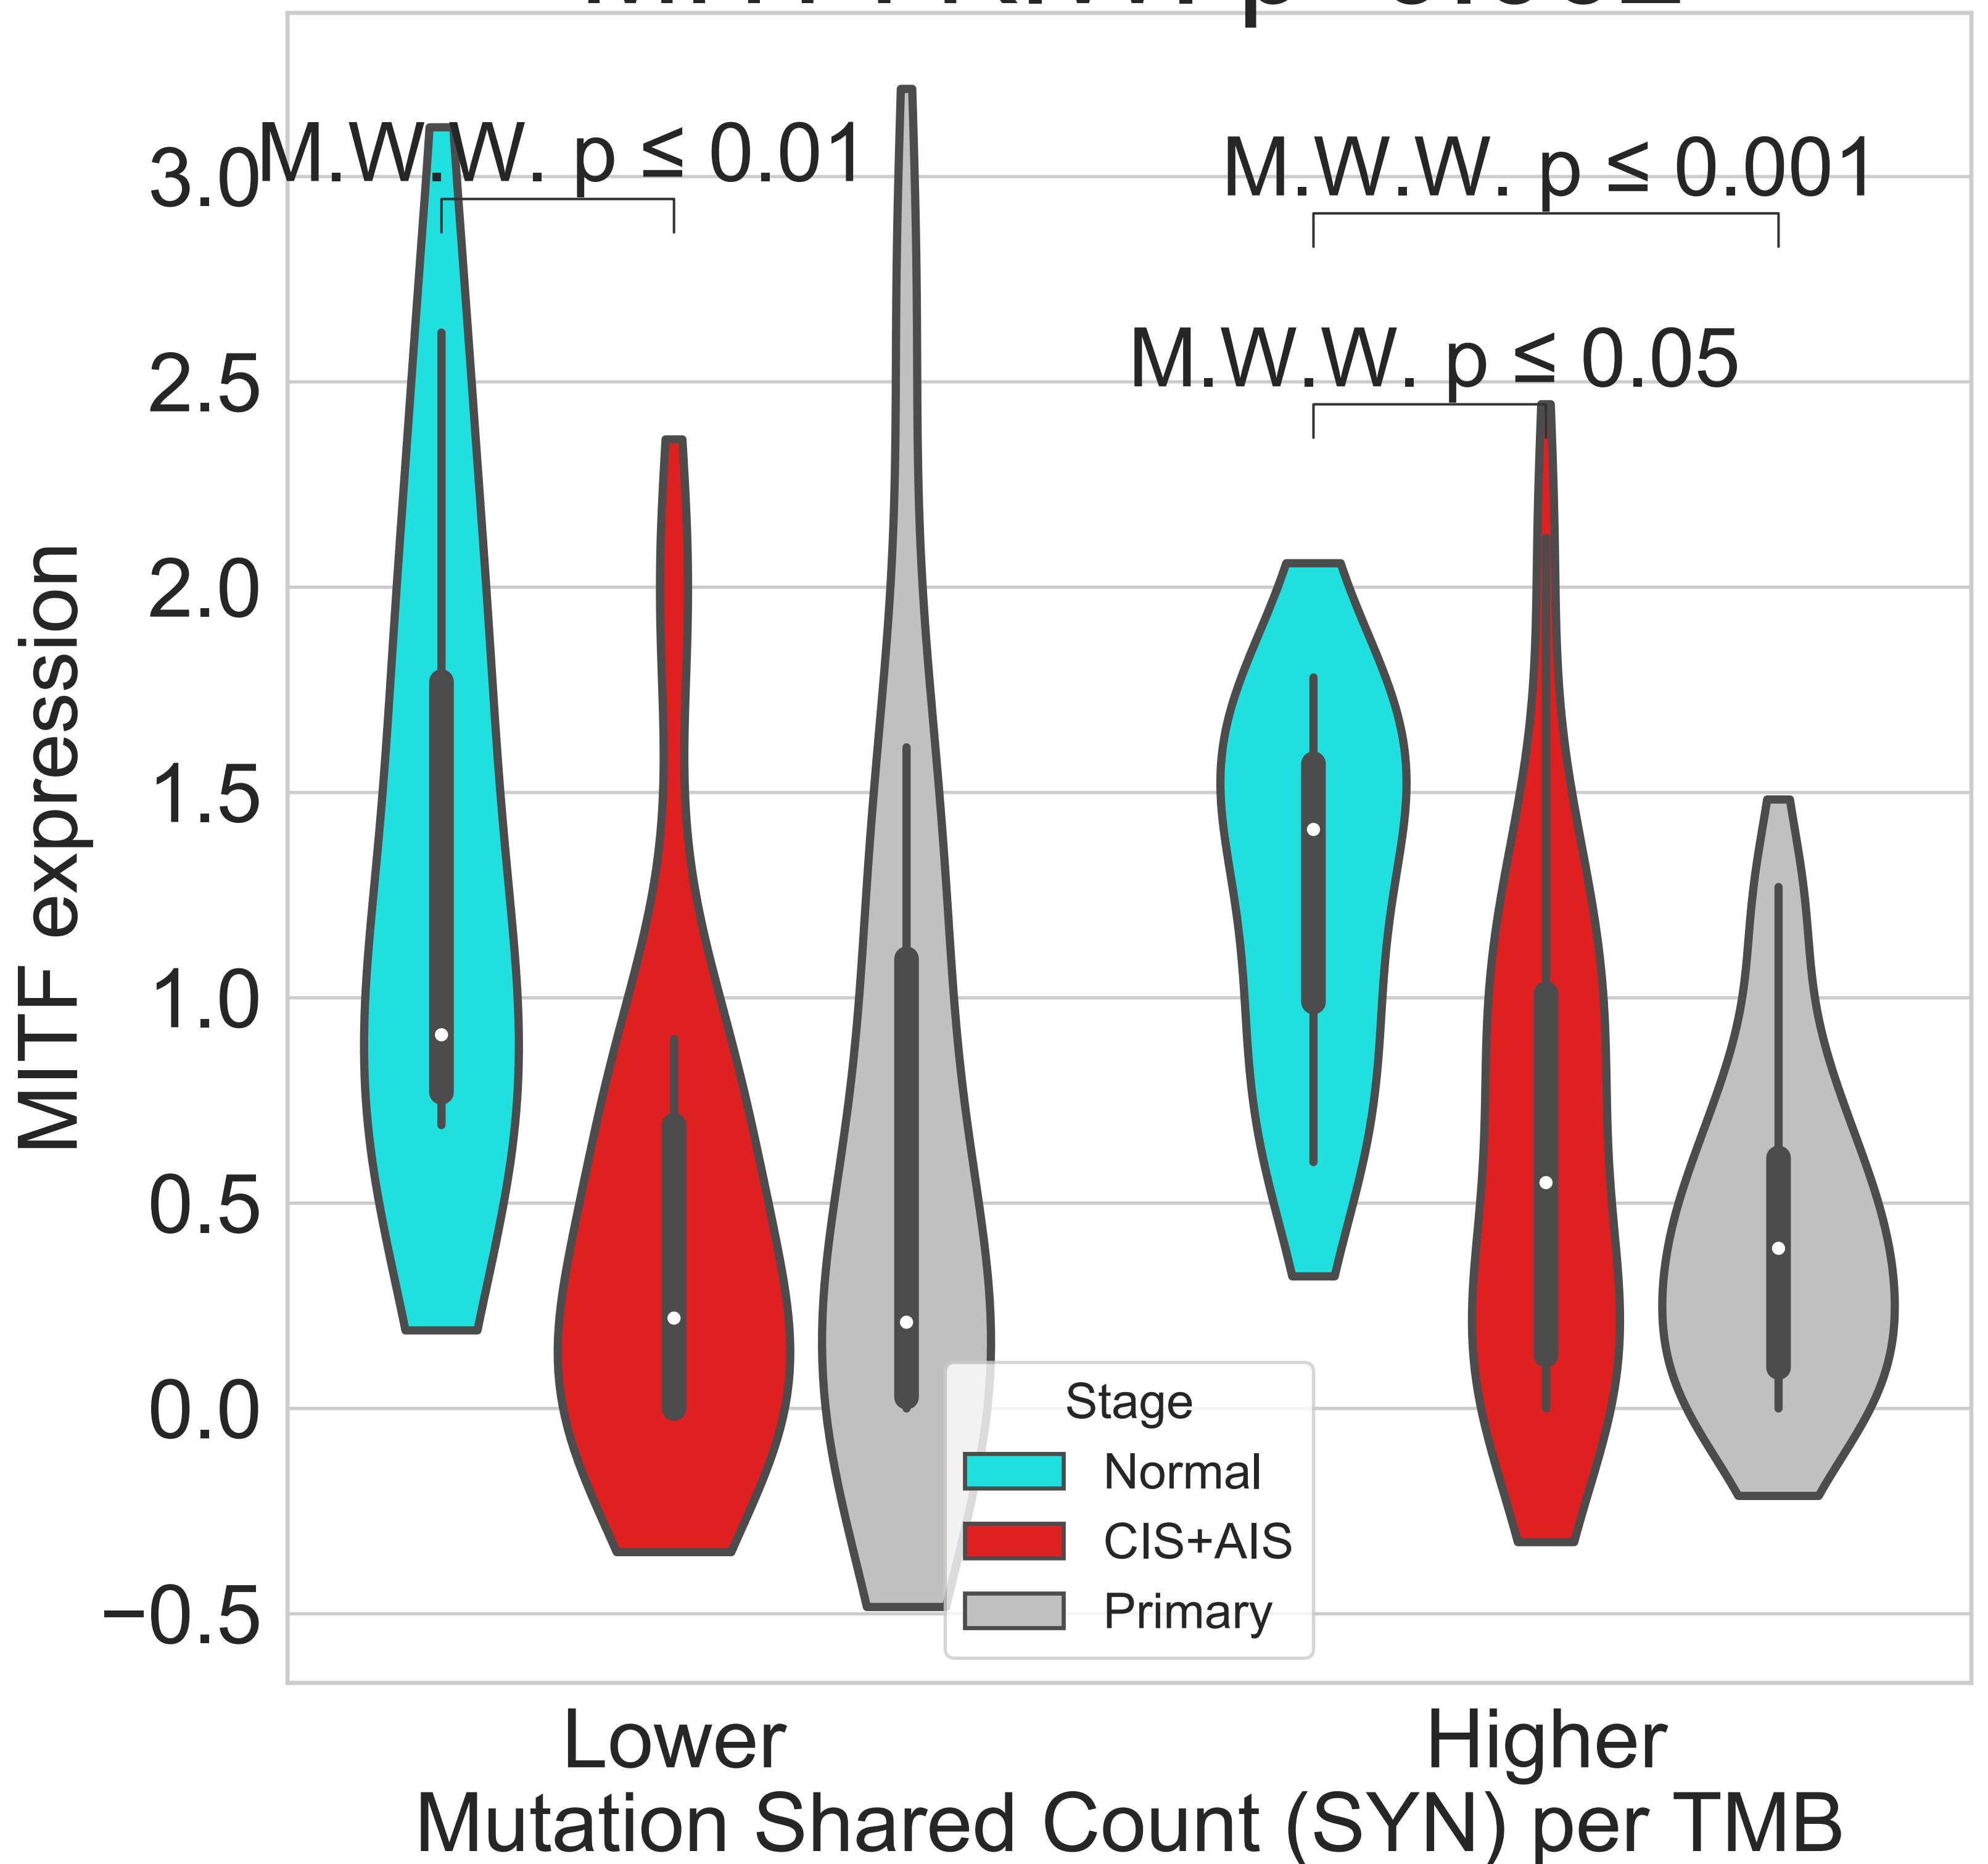 M.W.W. p ≤ 0.01
M.W.W. p ≤ 0.001
M.W.W. p ≤ 0.05
3.0
2.5
2.0
1.5
1.0
0.5
0.0
−0.5
MITF expression
Stage
Normal
CIS+AIS
Primary
Lower
Higher
Mutation Shared Count (SYN) per TMB